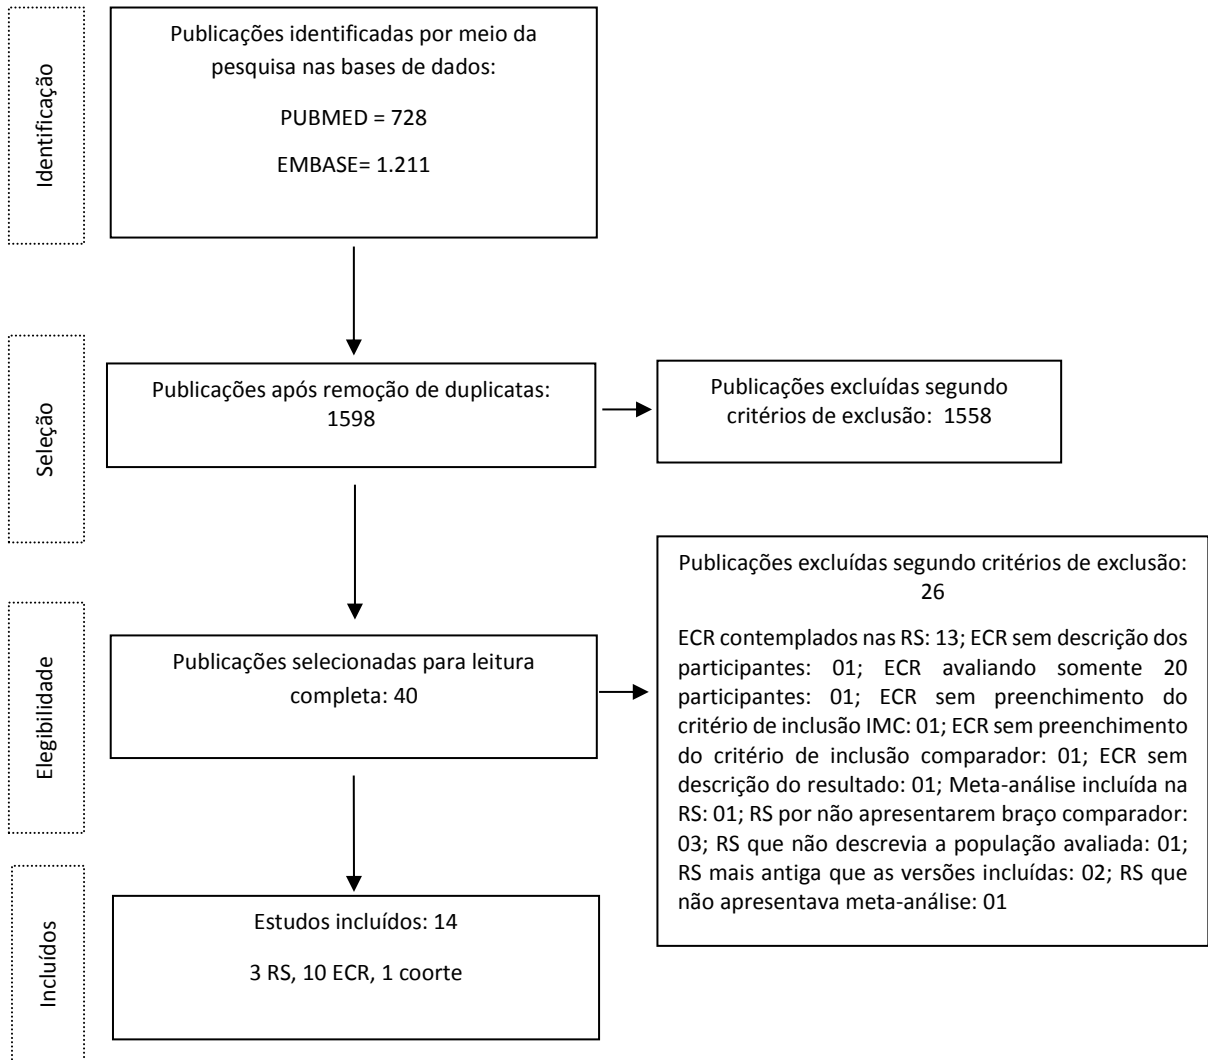 Identificação
Publicações identificadas por meio da
pesquisa nas bases de dados:
PUBMED = 728
EMBASE= 1.211
Seleção
Publicações após remoção de duplicatas:
1598
Publicações excluídas segundo
critérios de exclusão: 1558
Elegibilidade
Publicações selecionadas para leitura
completa: 40
Publicações excluídas segundo critérios de exclusão:
26
ECR contemplados nas RS: 13; ECR sem descrição dos
participantes: 01; ECR avaliando somente 20
participantes: 01; ECR sem preenchimento do
critério de inclusão IMC: 01; ECR sem preenchimento
do critério de inclusão comparador: 01; ECR sem
descrição do resultado: 01; Meta-análise incluída na
RS: 01; RS por não apresentarem braço comparador:
03; RS que não descrevia a população avaliada: 01;
RS mais antiga que as versões incluídas: 02; RS que
não apresentava meta-análise: 01
Incluídos
Estudos incluídos: 14
3 RS, 10 ECR, 1 coorte